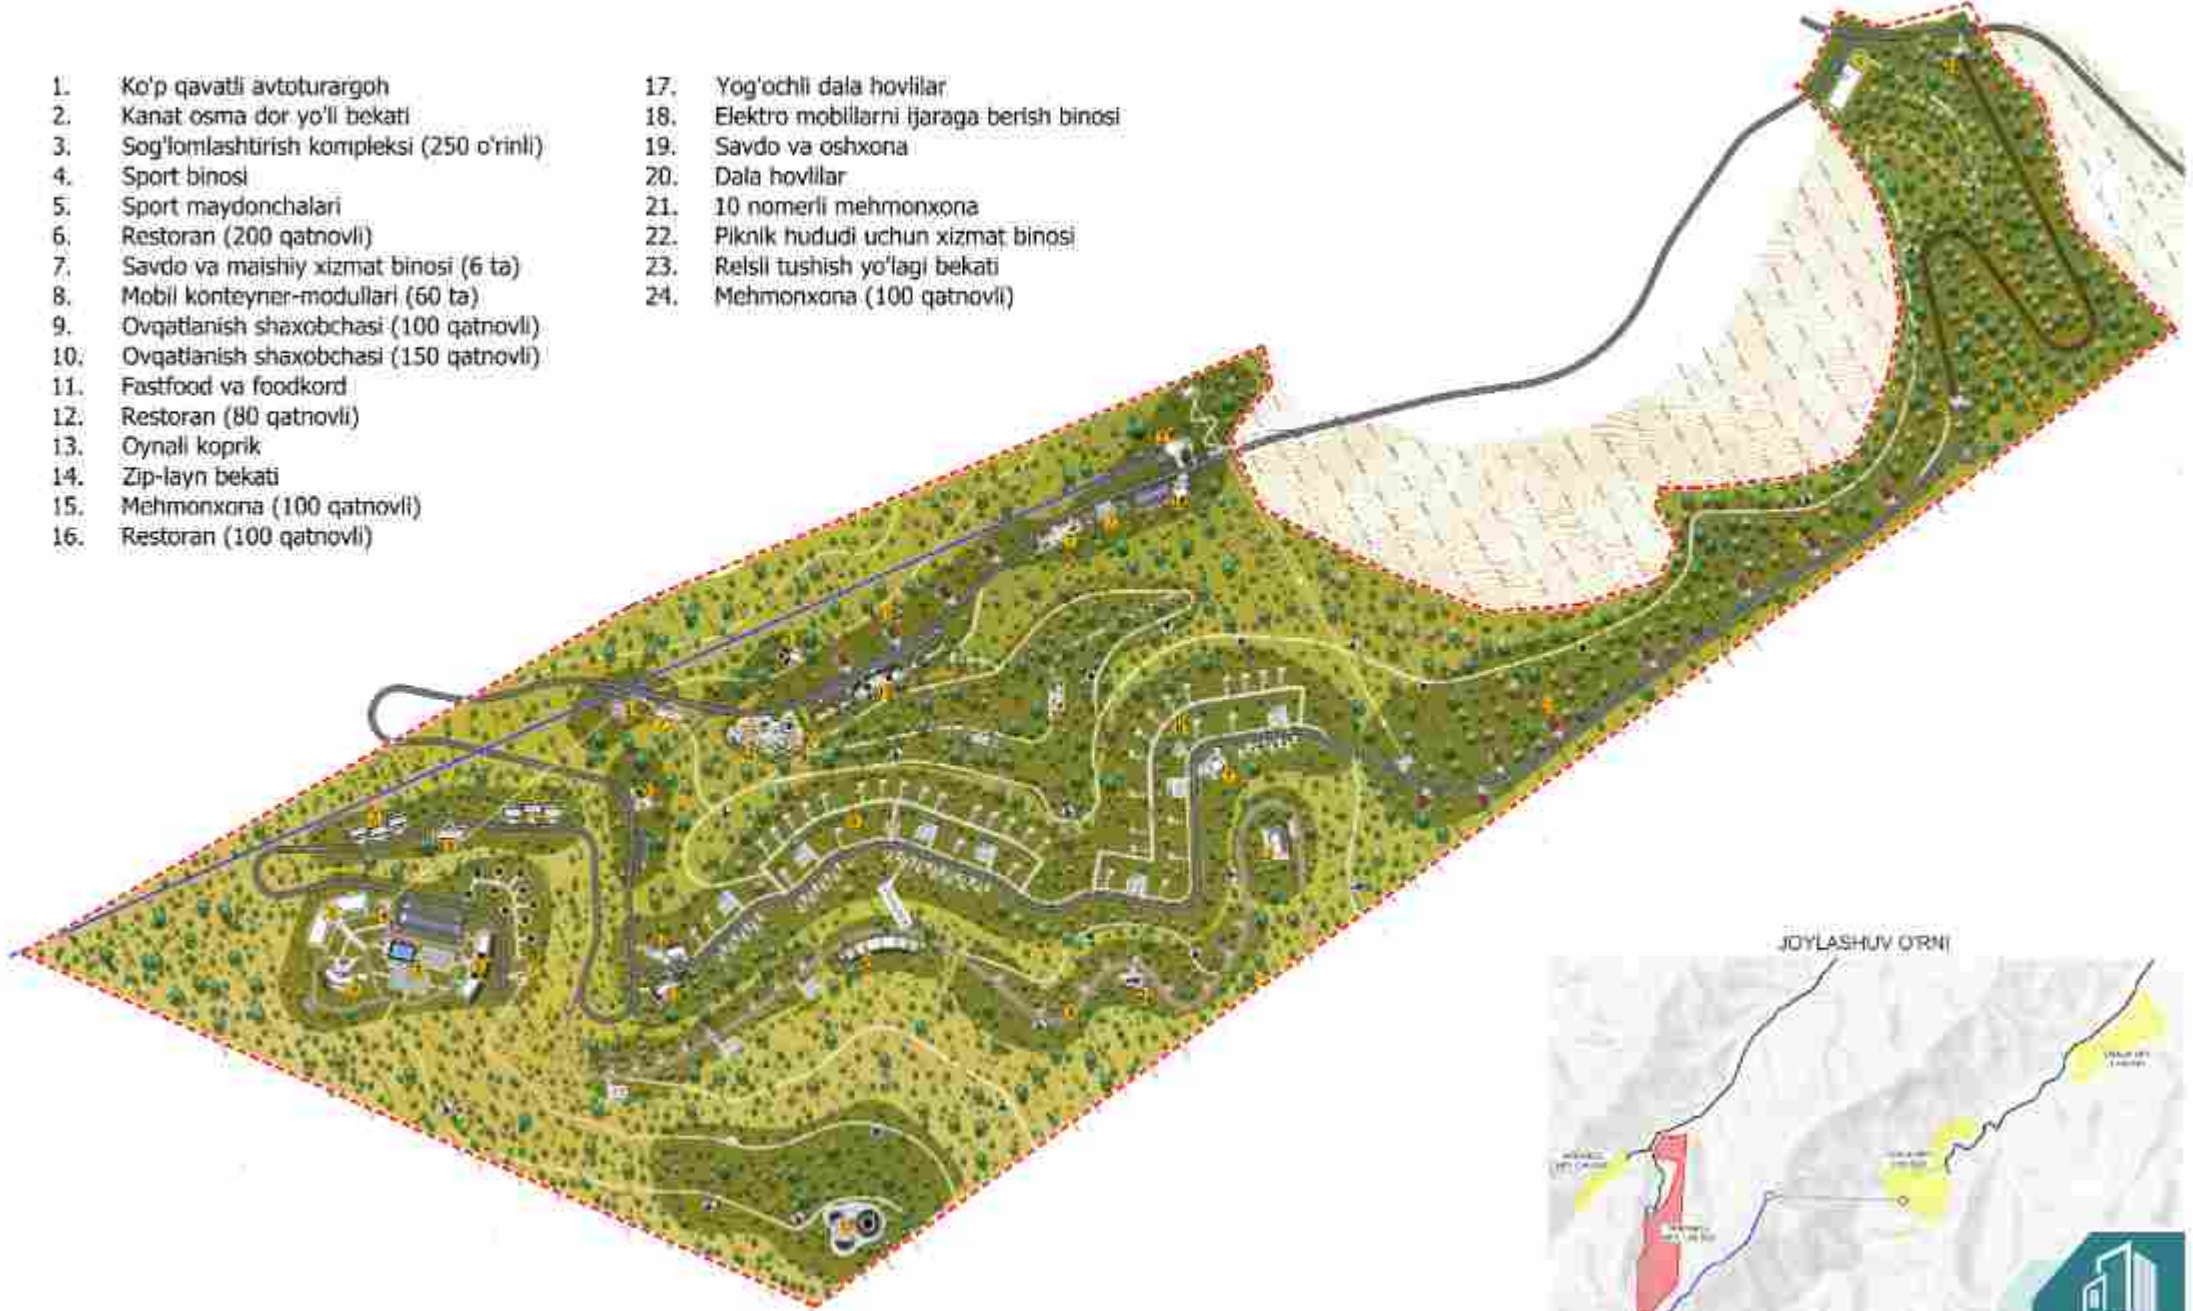 1. Ko'p qavatli avtoturargoh
2. Kanat osma dor yo'li bekati
3. Sog'lomlashtirish kompleksi (250 o'rinli)
4. Sport binosi
5. Sport maydonchalari
6. Restoran (200 qatnovli)
7. Savdo va maishiy xizmat binosi (6 ta)
8. Mobil konteyner-modullari (60 ta)
9. Ovqatlanish shaxobchasi (100 qatnovli)
10. Ovqatlanish shaxobchasi (150 qatnovli)
11. Fastfood va foodkord
12. Restoran (80 qatnovli)
13. Oynali koprik
14. Zip-layn bekati
15. Mehmonxona (100 qatnovli)
16. Restoran (100 qatnovli)
17. Yog'ochli dala hovlilar
18. Elektro mobillarni ijaraga berish binosi
19. Savdo va oshxona
20. Dala hovlilar
21. 10 nomerli mehmonxona
22. Piknik hududi uchun xizmat binosi
23. Relsli tushish yo'lagi bekati
24. Mehmonxona (100 qatnovli)
JOYLASHUV O'RNI